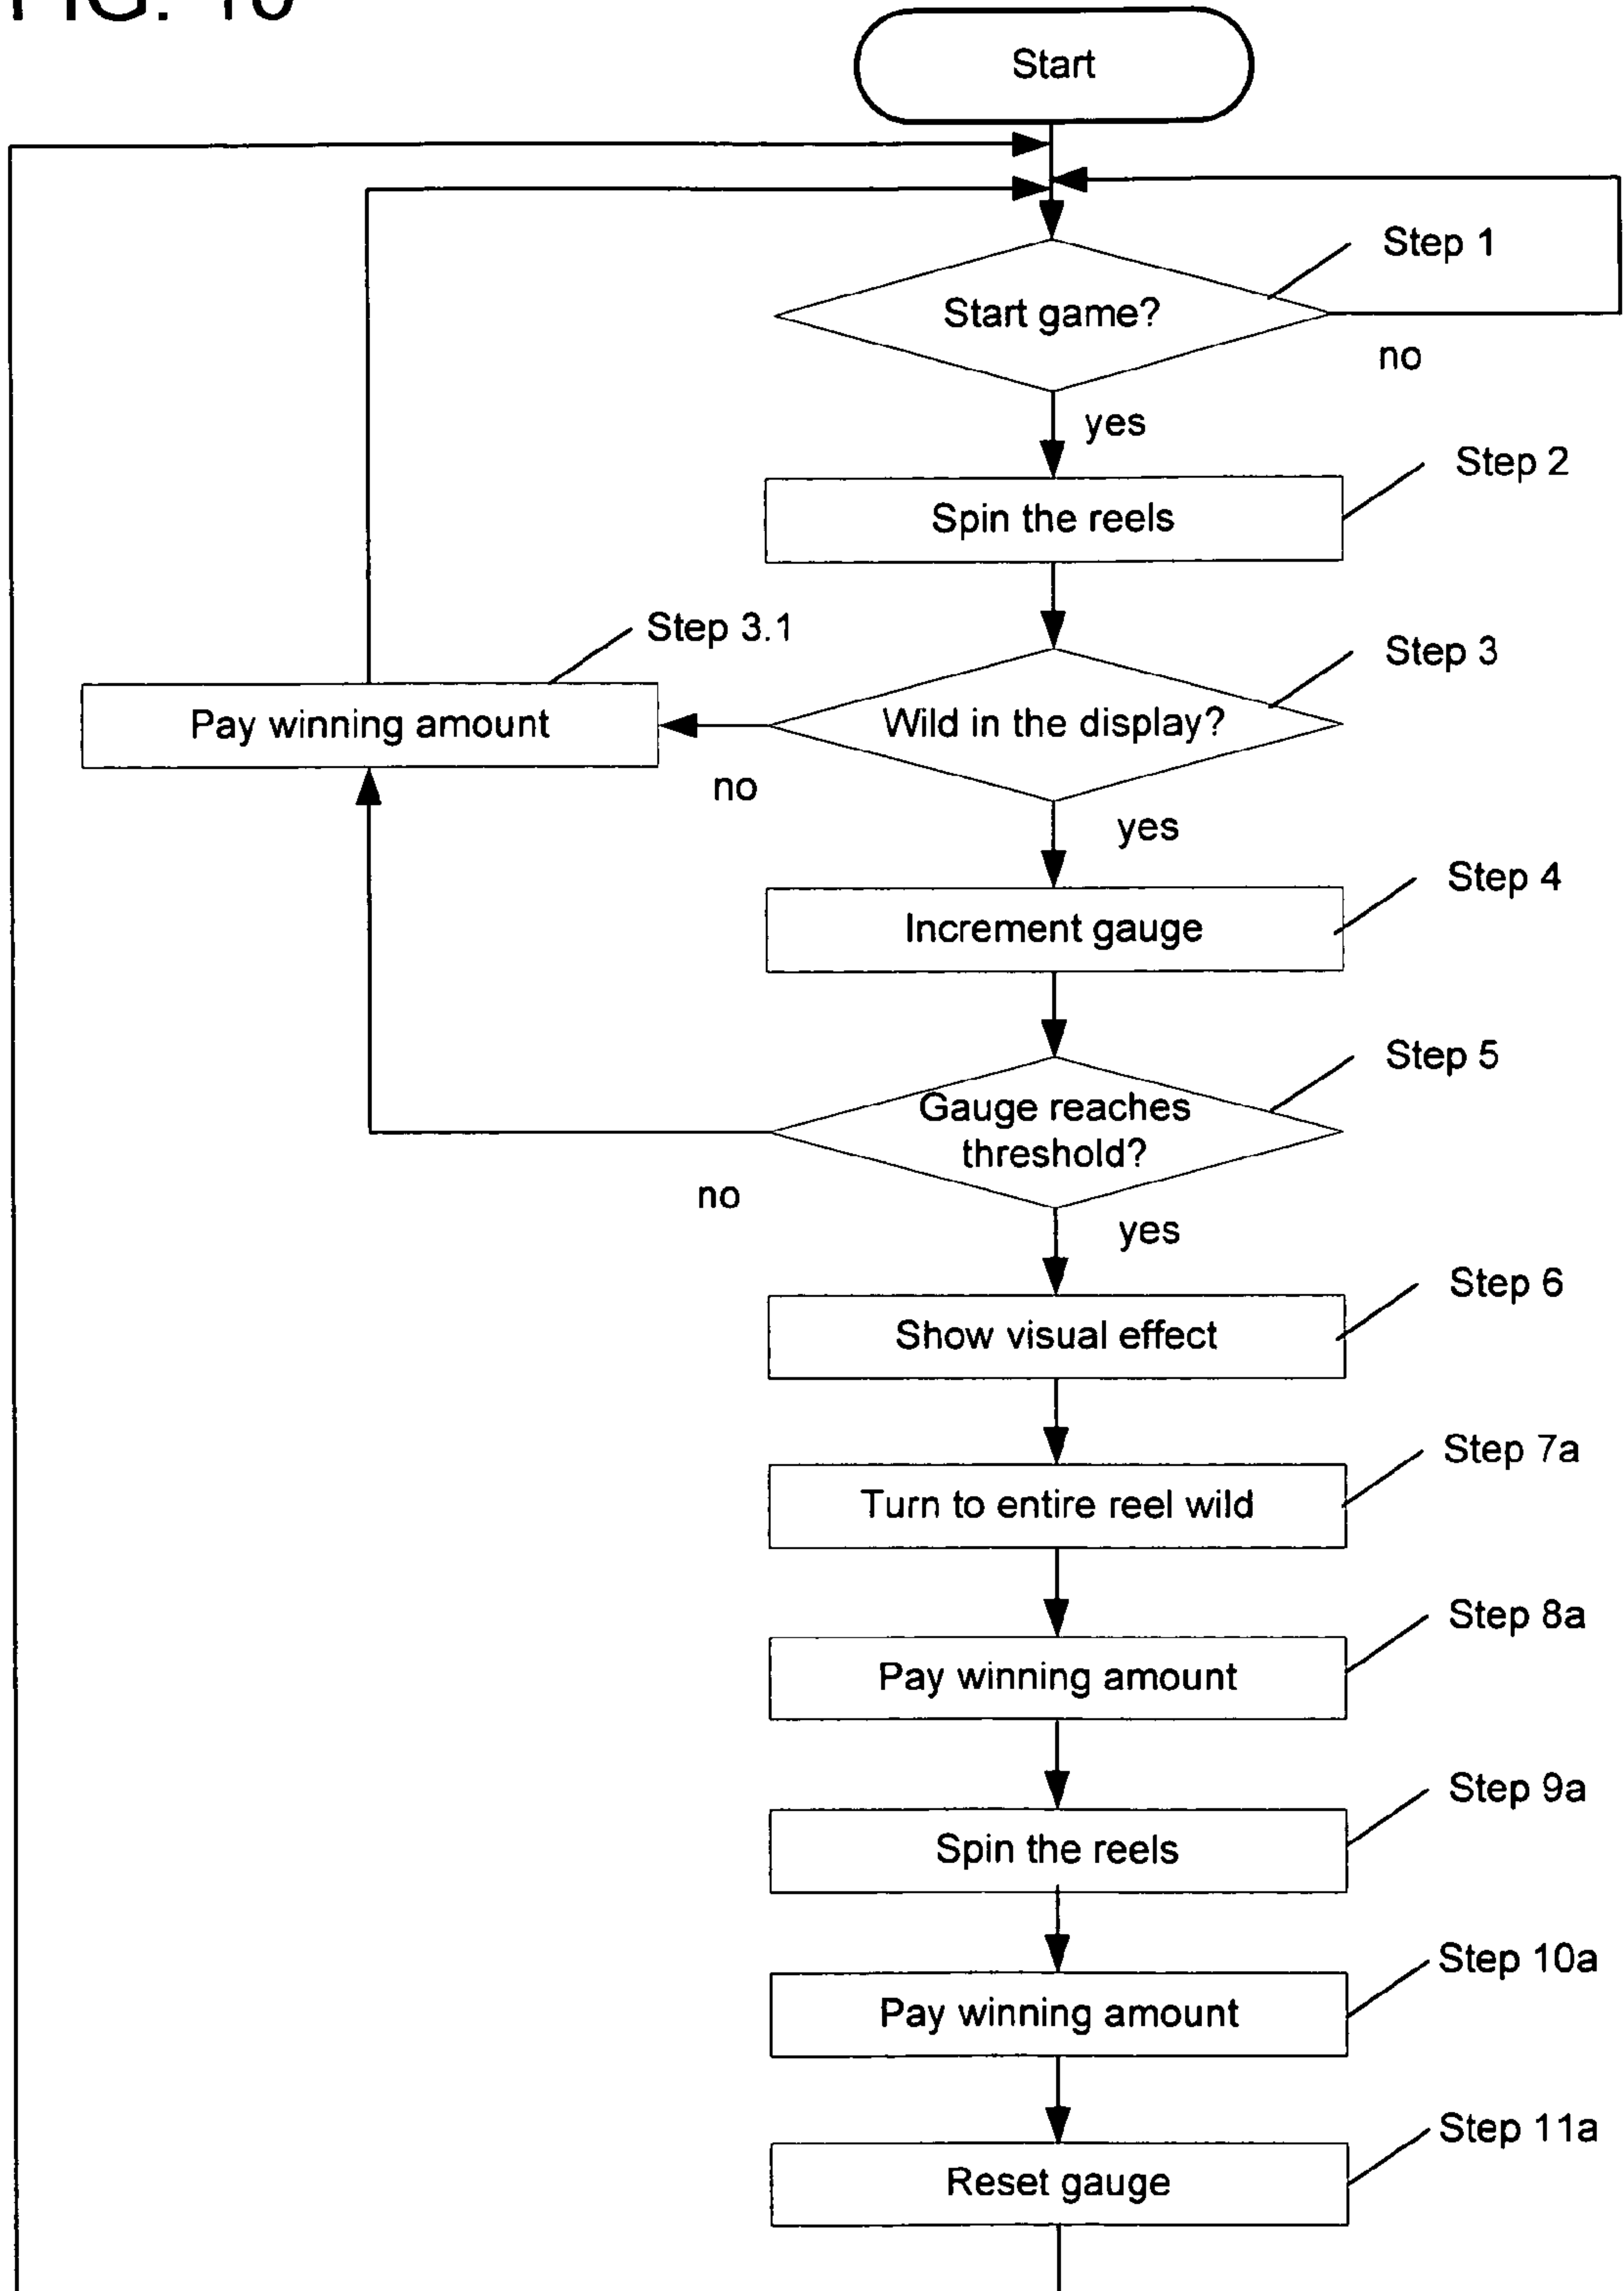 Start
Step 1
Start game?
no
yes
Step 2
Spin the reels
Step 3.1
Step 3
Pay winning amount
Wild in the display?
no
yes
Step 4
Increment gauge
Step 5
Gauge reaches
threshold?
no
yes
Step 6
Show visual effect
Step 7a
Turn to entire reel wild
Step 8a
Pay winning amount
Step 9a
Spin the reels
Step 10a
Pay winning amount
Step 11a
Reset gauge